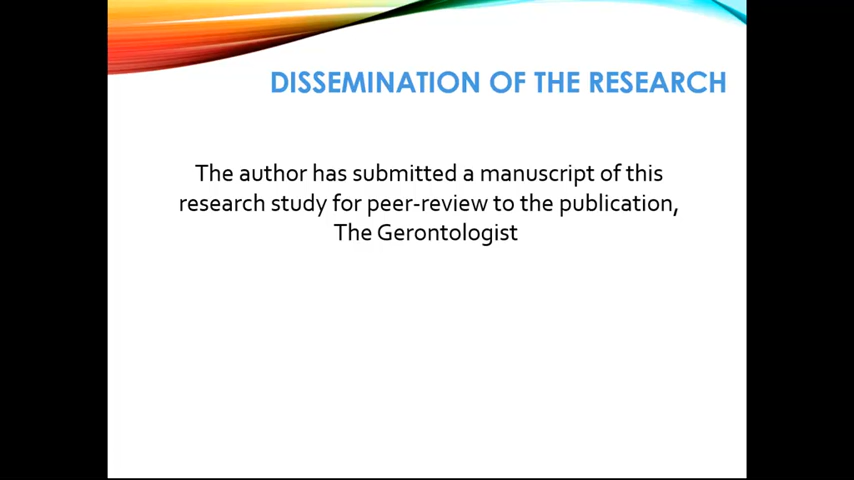 DISSEMINATION OF THE RESEARCH
The author has submitted a manuscript of this
research study for peer-review to the publication,
The Gerontologist